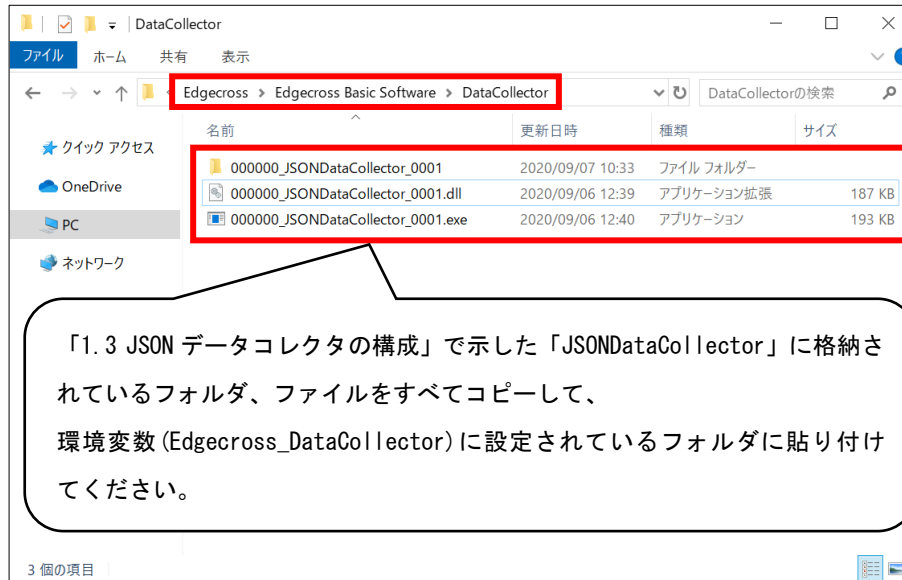 DataCollector
ファイル ホーム 共有 表示
Edgecross > Edgecross Basic Software > DataCollector DataCollectorの検索
名前 更新日時 種類 サイズ
クイック アクセス
000000_JSONDataCollector_0001 2020/09/07 10:33 ファイル フォルダー
OneDrive
000000_JSONDataCollector_0001.dll 2020/09/06 12:39 アプリケーション拡張 187 KB
PC
000000_JSONDataCollector_0001.exe 2020/09/06 12:40 アプリケーション 193 KB
ネットワーク
「1.3 JSON データコレクタの構成」で示した「JSONDataCollector」に格納さ
れているフォルダ、ファイルをすべてコピーして、
環境変数(Edgecross_DataCollector)に設定されているフォルダに貼り付け
てください。
3 個の項目